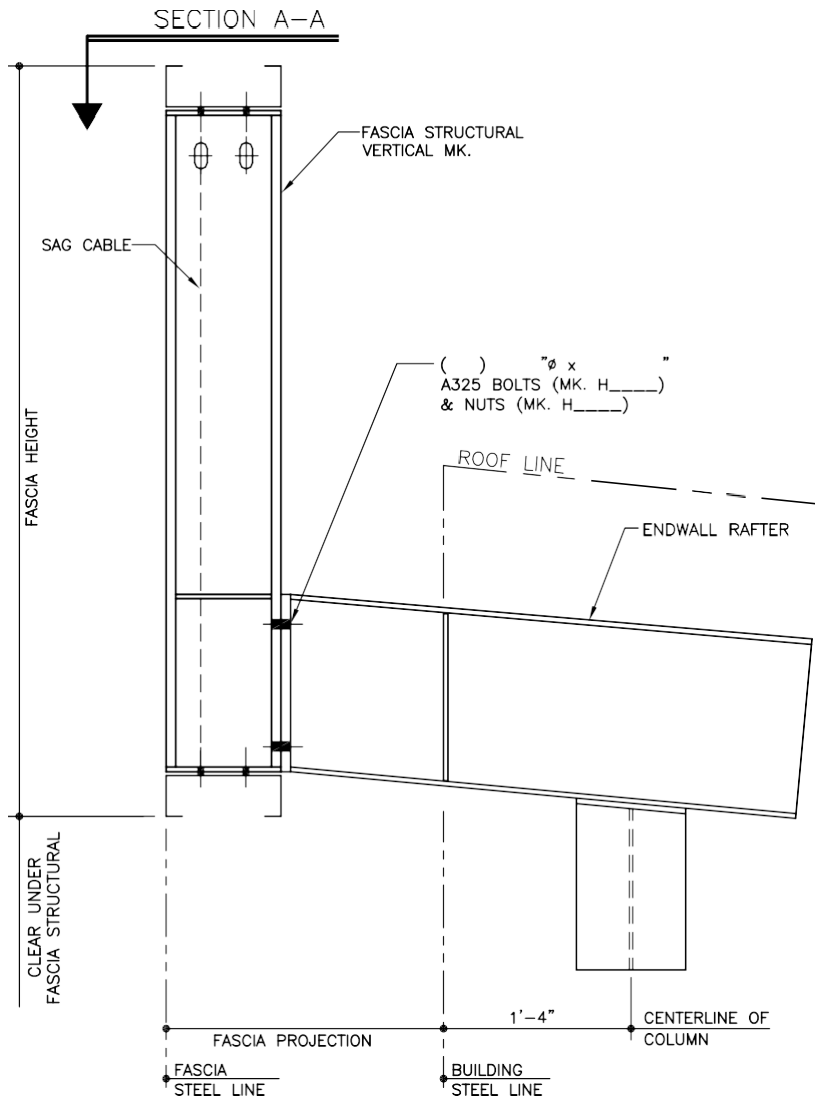 SECTION A-A
FASCIA STRUCTURAL
VERTICAL MK.
SAG CABLE
( ) "ø x "
A325 BOLTS (MK. H____)
& NUTS (MK. H____)
FASCIA HEIGHT
ROOF LINE
ENDWALL RAFTER
CLEAR UNDER
FASCIA STRUCTURAL
FASCIA PROJECTION
1'-4"
CENTERLINE OF
COLUMN
FASCIA
STEEL LINE
BUILDING
STEEL LINE